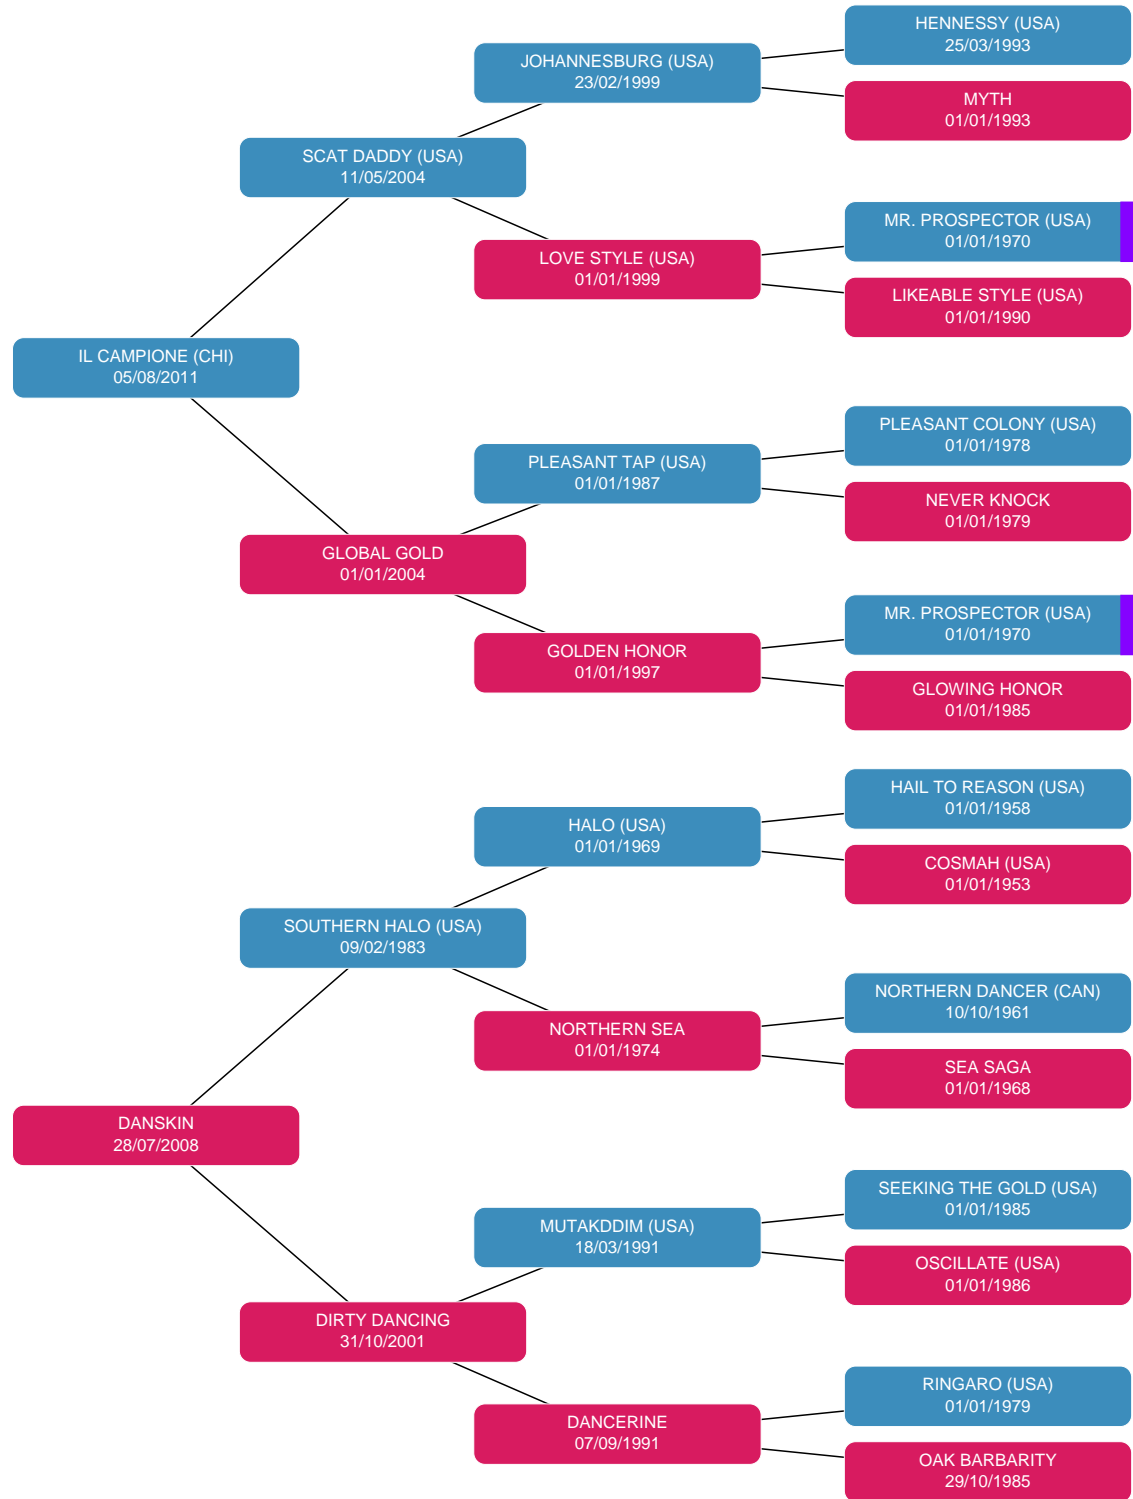 HENNESSY (USA)
25/03/1993
JOHANNESBURG (USA)
23/02/1999
MYTH
01/01/1993
SCAT DADDY (USA)
11/05/2004
MR. PROSPECTOR (USA)
01/01/1970
LOVE STYLE (USA)
01/01/1999
LIKEABLE STYLE (USA)
01/01/1990
IL CAMPIONE (CHI)
05/08/2011
PLEASANT COLONY (USA)
01/01/1978
PLEASANT TAP (USA)
01/01/1987
NEVER KNOCK
01/01/1979
GLOBAL GOLD
01/01/2004
MR. PROSPECTOR (USA)
01/01/1970
GOLDEN HONOR
01/01/1997
GLOWING HONOR
01/01/1985
HAIL TO REASON (USA)
01/01/1958
HALO (USA)
01/01/1969
COSMAH (USA)
01/01/1953
SOUTHERN HALO (USA)
09/02/1983
NORTHERN DANCER (CAN)
10/10/1961
NORTHERN SEA
01/01/1974
SEA SAGA
01/01/1968
DANSKIN
28/07/2008
SEEKING THE GOLD (USA)
01/01/1985
MUTAKDDIM (USA)
18/03/1991
OSCILLATE (USA)
01/01/1986
DIRTY DANCING
31/10/2001
RINGARO (USA)
01/01/1979
DANCERINE
07/09/1991
OAK BARBARITY
29/10/1985